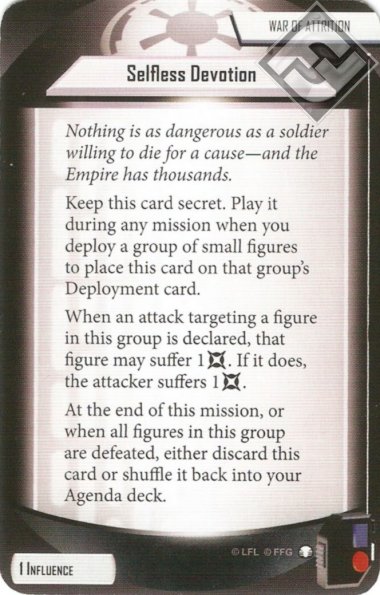 WAR OF ATTRITION
Selfless Devotion
Nothing is as dangerous as a soldier
willing to die for a cause—and the
Empire has thousands.
Keep this card secret. Play it
during any mission when you
deploy a group of small figures
to place this card on that group's
Deployment card.
When an attack targeting a figure
in this group is declared, that
figure may suffer 1. If it does,
the attacker suffers 1.
At the end of this mission, or
when all figures in this group
are defeated, either discard this
card or shuffle it back into your
Agenda deck.
© LFL © FFG
1 INFLUENCE